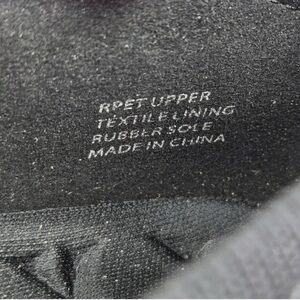 RPET UPPER
TEXTILE LINING
RUBBER SOLE
MADE IN CHINA